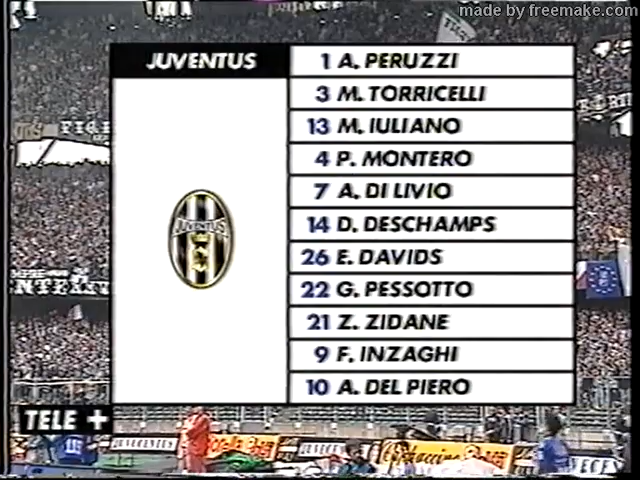 made by freemake.com
JUVENTUS
1 A. PERUZZI
3 M. TORRICELLI
13 M. IULIANO
4 P. MONTERO
7 A. DI LIVIO
14 D. DESCHAMPS
26 E. DAVIDS
22 G. PESSOTTO
21 Z. ZIDANE
9 F. INZAGHI
10 A. DEL PIERO
JUVENTUS
TELE +